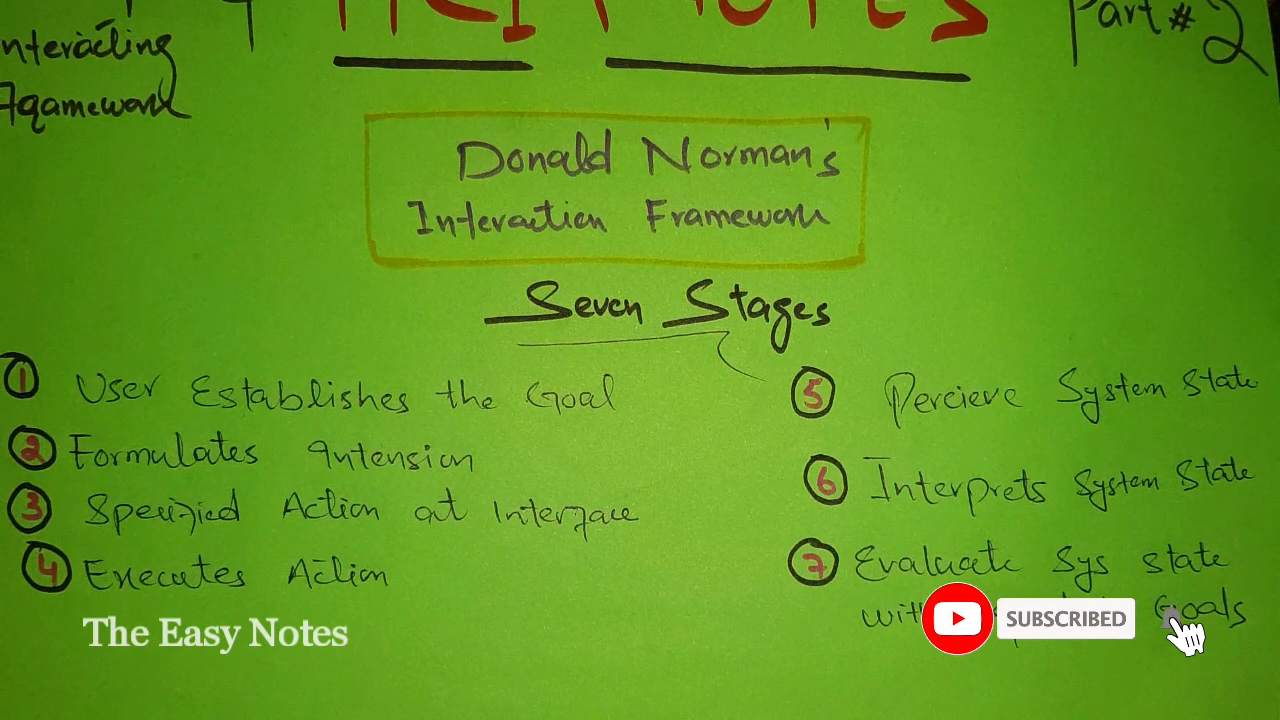 Interacting
Framework
HCI NOTES
Part # 2
Donald Norman's
Interaction Framework
Seven Stages
1 User Establishes the Goal
2 Formulates Intension
3 Specified Action at Interface
4 Executes Action
5 Percieve System State
6 Interprets System State
7 Evaluate Sys state
Goals
The Easy Notes
SUBSCRIBED